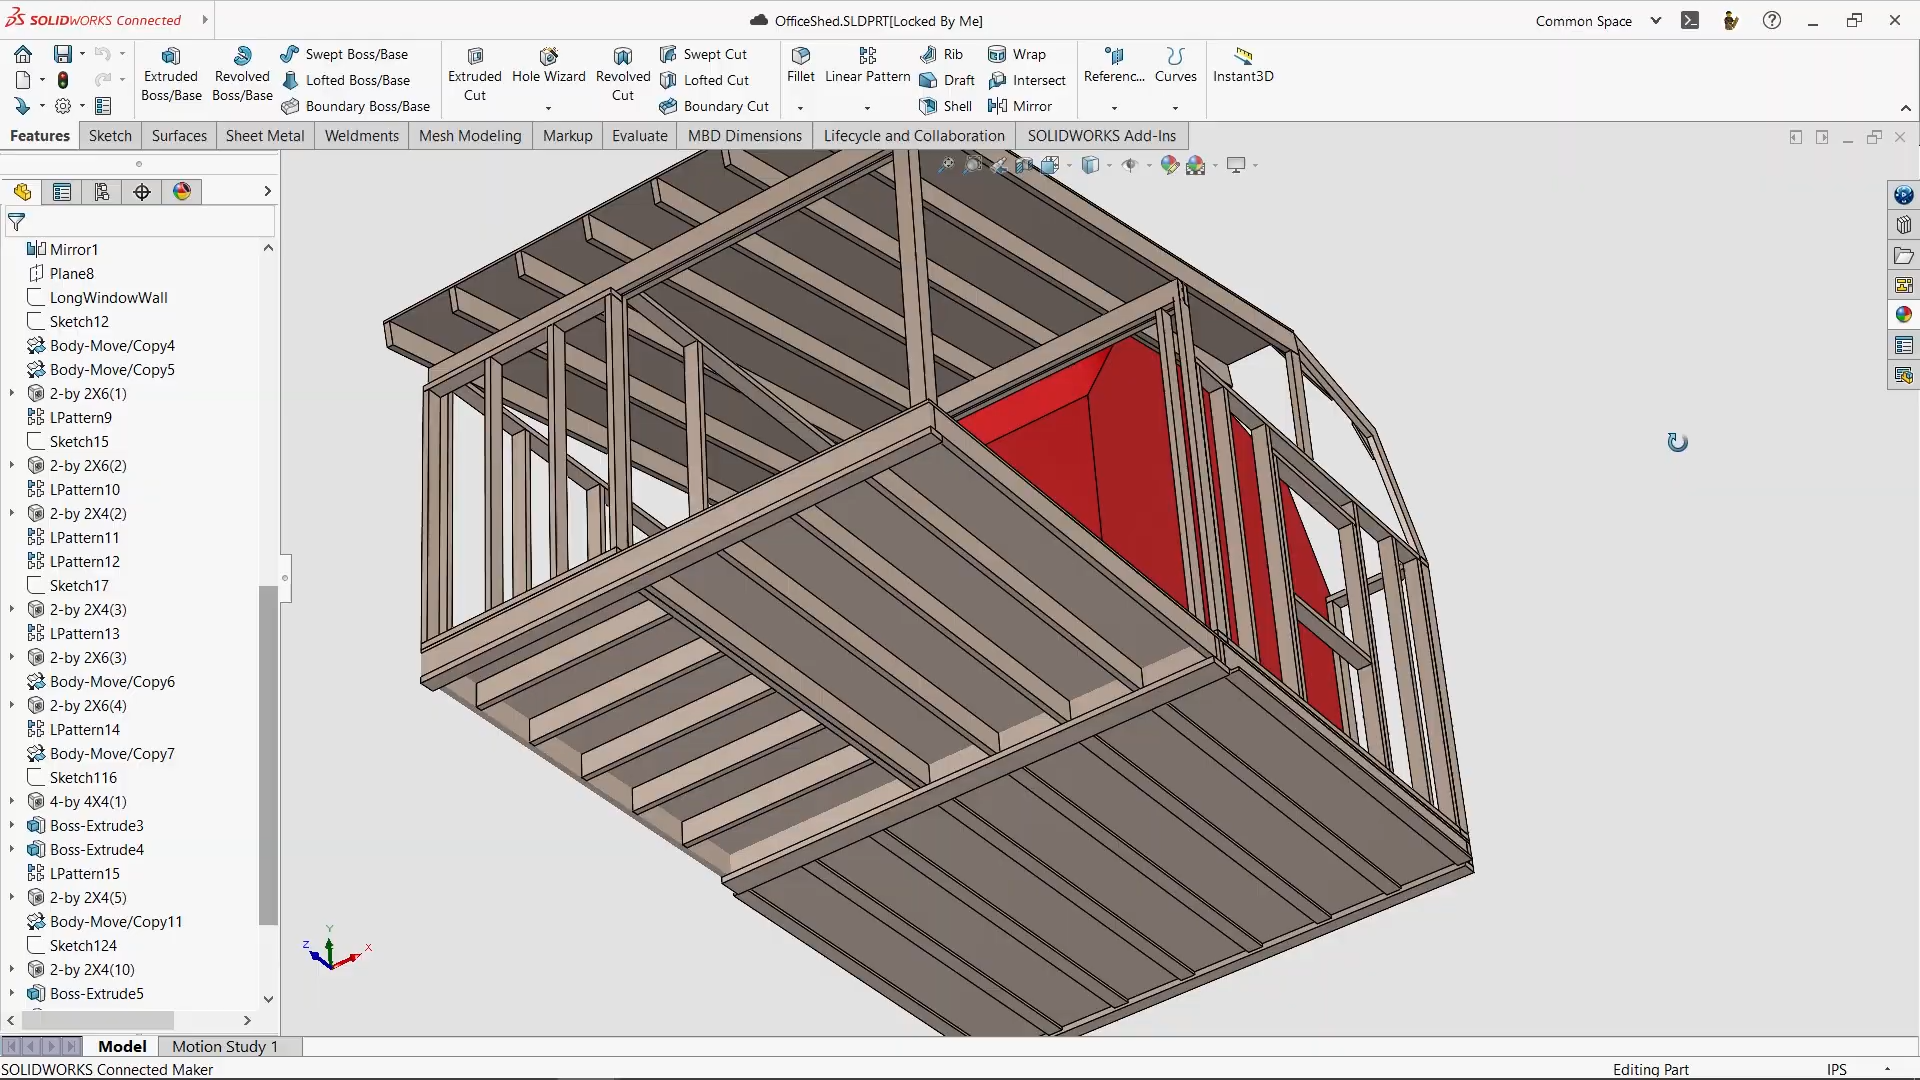 SOLIDWORKS Connected
OfficeShed.SLDPRT[Locked By Me]
Common Space
Extruded Boss/Base
Revolved Boss/Base
Swept Boss/Base
Lofted Boss/Base
Boundary Boss/Base
Extruded Cut
Hole Wizard
Revolved Cut
Swept Cut
Lofted Cut
Boundary Cut
Fillet
Linear Pattern
Rib
Draft
Shell
Wrap
Intersect
Mirror
Referenc...
Curves
Instant3D
Features
Sketch
Surfaces
Sheet Metal
Weldments
Mesh Modeling
Markup
Evaluate
MBD Dimensions
Lifecycle and Collaboration
SOLIDWORKS Add-Ins
Mirror1
Plane8
LongWindowWall
Sketch12
Body-Move/Copy4
Body-Move/Copy5
2-by 2X6(1)
LPattern9
Sketch15
2-by 2X6(2)
LPattern10
2-by 2X4(2)
LPattern11
LPattern12
Sketch17
2-by 2X4(3)
LPattern13
2-by 2X6(3)
Body-Move/Copy6
2-by 2X6(4)
LPattern14
Body-Move/Copy7
Sketch116
4-by 4X4(1)
Boss-Extrude3
Boss-Extrude4
LPattern15
2-by 2X4(5)
Body-Move/Copy11
Sketch124
2-by 2X4(10)
Boss-Extrude5
Y
Z
X
Model
Motion Study 1
SOLIDWORKS Connected Maker
Editing Part
IPS